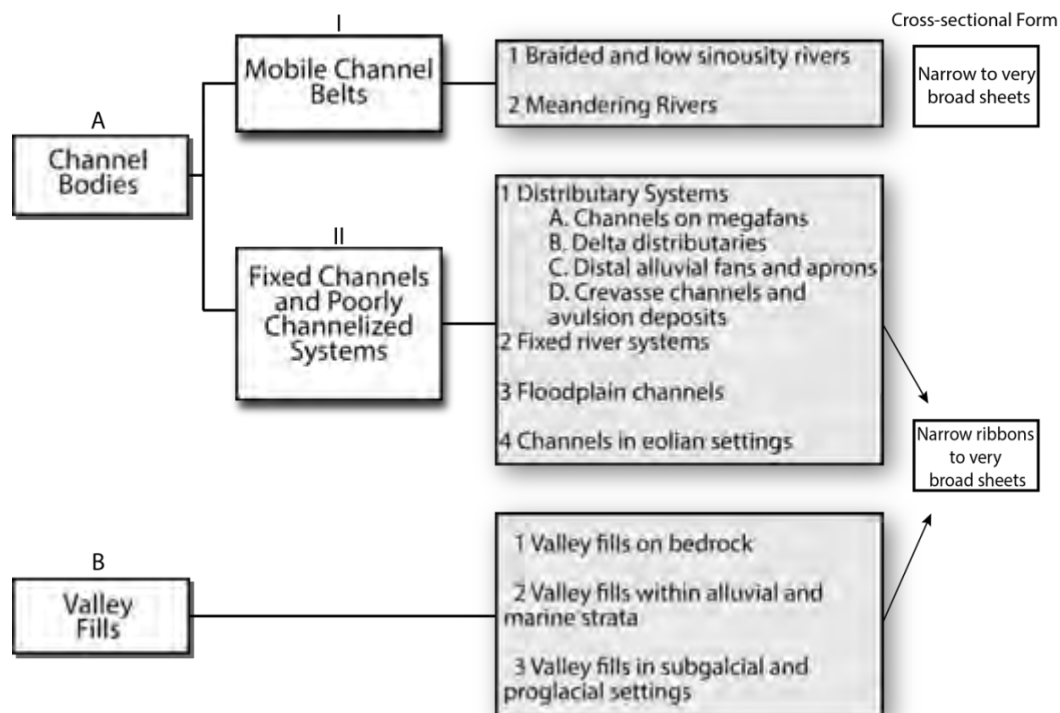 Cross-sectional Form
I
Mobile Channel
Belts
1 Braided and low sinousity rivers
2 Meandering Rivers
Narrow to very
broad sheets
A
Channel
Bodies
II
Fixed Channels
and Poorly
Channelized
Systems
1 Distributary Systems
A. Channels on megafans
B. Delta distributaries
C. Distal alluvial fans and aprons
D. Crevasse channels and
avulsion deposits
2 Fixed river systems
3 Floodplain channels
4 Channels in eolian settings
Narrow ribbons
to very
broad sheets
B
Valley
Fills
1 Valley fills on bedrock
2 Valley fills within alluvial and
marine strata
3 Valley fills in subgalcial and
proglacial settings